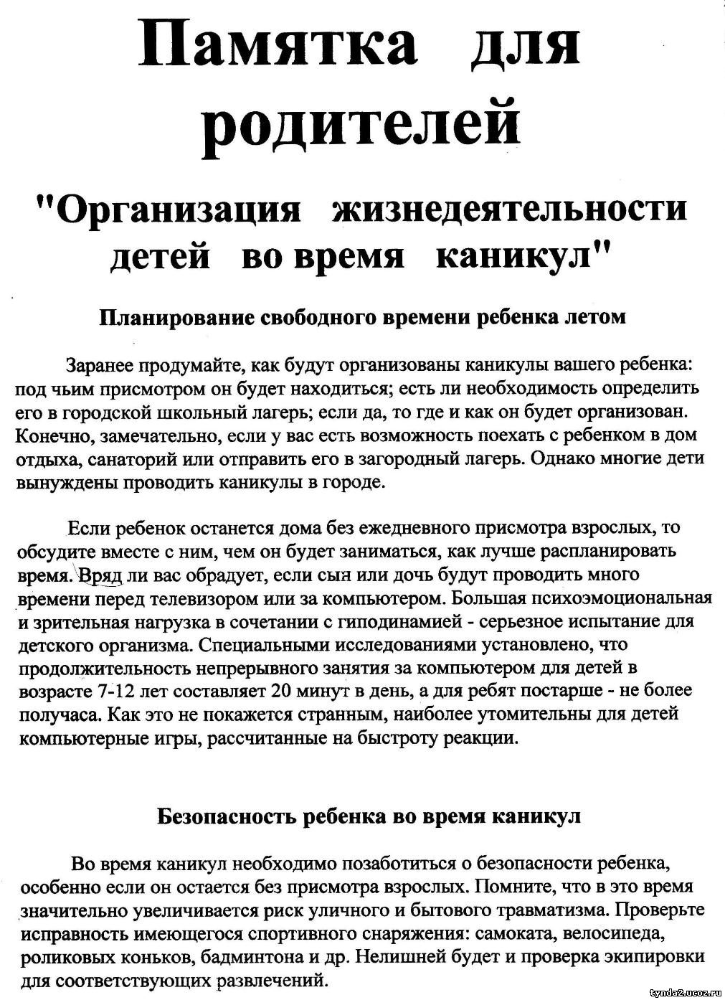 Памятка для
родителей
"Организация жизнедеятельности
детей во время каникул"
Планирование свободного времени ребенка летом
Заранее продумайте, как будут организованы каникулы вашего ребенка:
под чьим присмотром он будет находиться; есть ли необходимость определить
его в городской школьный лагерь; если да, то где и как он будет организован.
Конечно, замечательно, если у вас есть возможность поехать с ребенком в дом
отдыха, санаторий или отправить его в загородный лагерь. Однако многие дети
вынуждены проводить каникулы в городе.
Если ребенок останется дома без ежедневного присмотра взрослых, то
обсудите вместе с ним, чем он будет заниматься, как лучше распланировать
время. Вряд ли вас обрадует, если сын или дочь будут проводить много
времени перед телевизором или за компьютером. Большая психоэмоциональная
и зрительная нагрузка в сочетании с гиподинамией - серьезное испытание для
детского организма. Специальными исследованиями установлено, что
продолжительность непрерывного занятия за компьютером для детей в
возрасте 7-12 лет составляет 20 минут в день, а для ребят постарше - не более
получаса. Как это не покажется странным, наиболее утомительны для детей
компьютерные игры, рассчитанные на быстроту реакции.
Безопасность ребенка во время каникул
Во время каникул необходимо позаботиться о безопасности ребенка,
особенно если он остается без присмотра взрослых. Помните, что в это время
значительно увеличивается риск уличного и бытового травматизма. Проверьте
исправность имеющегося спортивного снаряжения: самоката, велосипеда,
роликовых коньков, бадминтона и др. Нелишней будет и проверка экипировки
для соответствующих развлечений.
tynda2.ucoz.ru